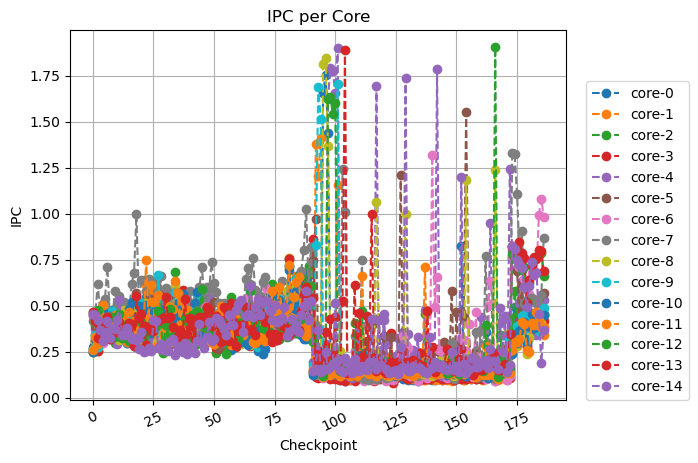 IPC per Core
IPC
1.75
1.50
1.25
1.00
0.75
0.50
0.25
0.00
0
25
50
75
100
125
150
175
Checkpoint
core-0
core-1
core-2
core-3
core-4
core-5
core-6
core-7
core-8
core-9
core-10
core-11
core-12
core-13
core-14